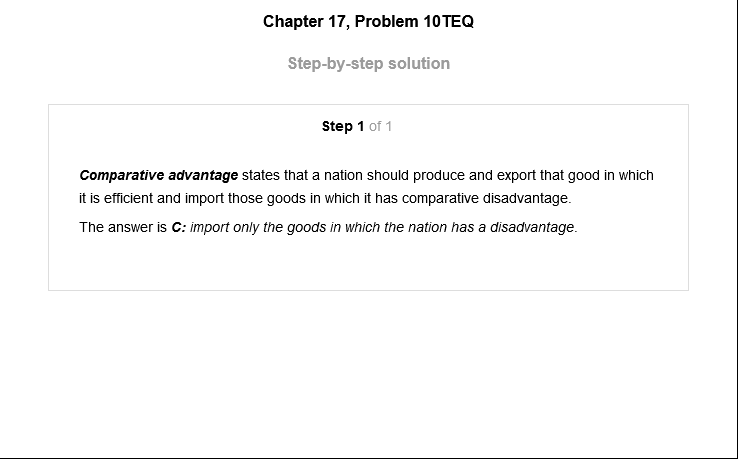 Chapter 17, Problem 10TEQ
Step-by-step solution
Step 1 of 1
Comparative advantage states that a nation should produce and export that good in which
it is efficient and import those goods in which it has comparative disadvantage.
The answer is C: import only the goods in which the nation has a disadvantage.